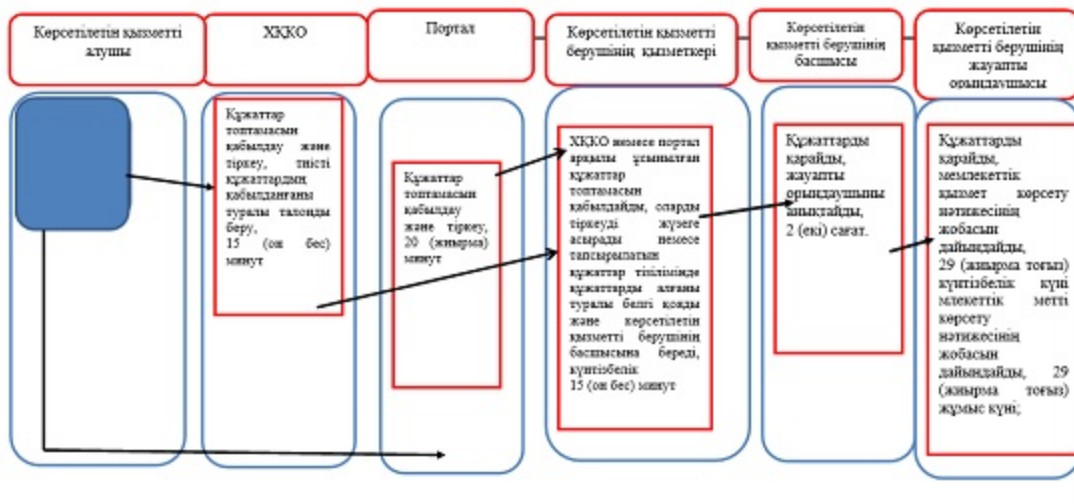 Көрсетілетін қызметті
алушы
ХҚКО
Портал
Көрсетілетін қызметті
берушінің қызметкері
Көрсетілетін
қызметті берушінің
басшысы
Көрсетілетін
қызметті берушінің
жауапты
орындаушысы
Құжаттар
топтамасын
қабылдау және
тіркеу, тиісті
құжаттардың
қабылданғаны
туралы талонды
беру,
15 (он бес)
минут
Құжаттар
топтамасын
қабылдау
және тіркеу,
20 (жиырма)
минут
ХҚКО немесе портал
арқылы ұсынылған
құжаттар
топтамасын
қабылдайды, оларды
тіркеуді жүзеге
асырады немесе
тапсырылатын
құжаттар тізілімінде
құжаттарды алғаны
туралы белгі қояды
және көрсетілетін
қызметті берушінің
басшысына береді,
күнтізбелік
15 (он бес) минут
Құжаттарды
қарайды,
жауапты
орындаушыны
анықтайды,
2 (екі) сағат.
Құжаттарды
қарайды,
мемлекеттік
қызмет көрсету
нәтижесінің
жобасын
дайындайды,
29 (жиырма тоғыз)
күнтізбелік күні
млекеттік метті
көрсету
нәтижесінің
жобасын
дайындайды, 29
(жиырма тоғыз)
жұмыс күні;